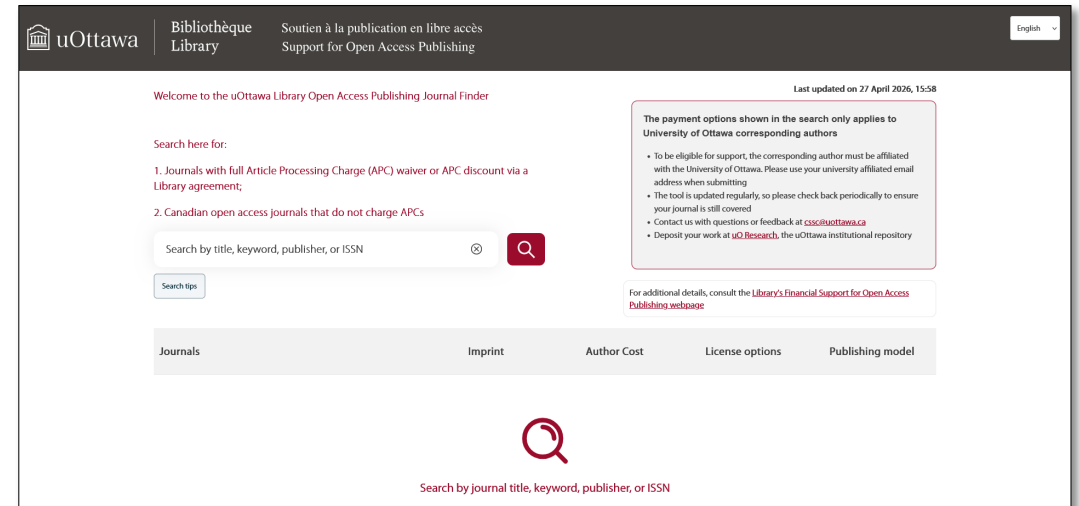 uOttawa
Bibliothèque
Library
Soutien à la publication en libre accès
Support for Open Access Publishing
English
Last updated on 27 April 2026, 15:58
Welcome to the uOttawa Library Open Access Publishing Journal Finder
Search here for:
1. Journals with full Article Processing Charge (APC) waiver or APC discount via a
Library agreement;
2. Canadian open access journals that do not charge APCs
Search by title, keyword, publisher, or ISSN
Search tips
The payment options shown in the search only applies to
University of Ottawa corresponding authors
• To be eligible for support, the corresponding author must be affiliated
with the University of Ottawa. Please use your university affiliated email
address when submitting
• The tool is updated regularly, so please check back periodically to ensure
your journal is still covered
• Contact us with questions or feedback at cssc@uottawa.ca
• Deposit your work at uO Research, the uOttawa institutional repository
For additional details, consult the Library's Financial Support for Open Access
Publishing webpage
Journals Imprint Author Cost License options Publishing model
Search by journal title, keyword, publisher, or ISSN